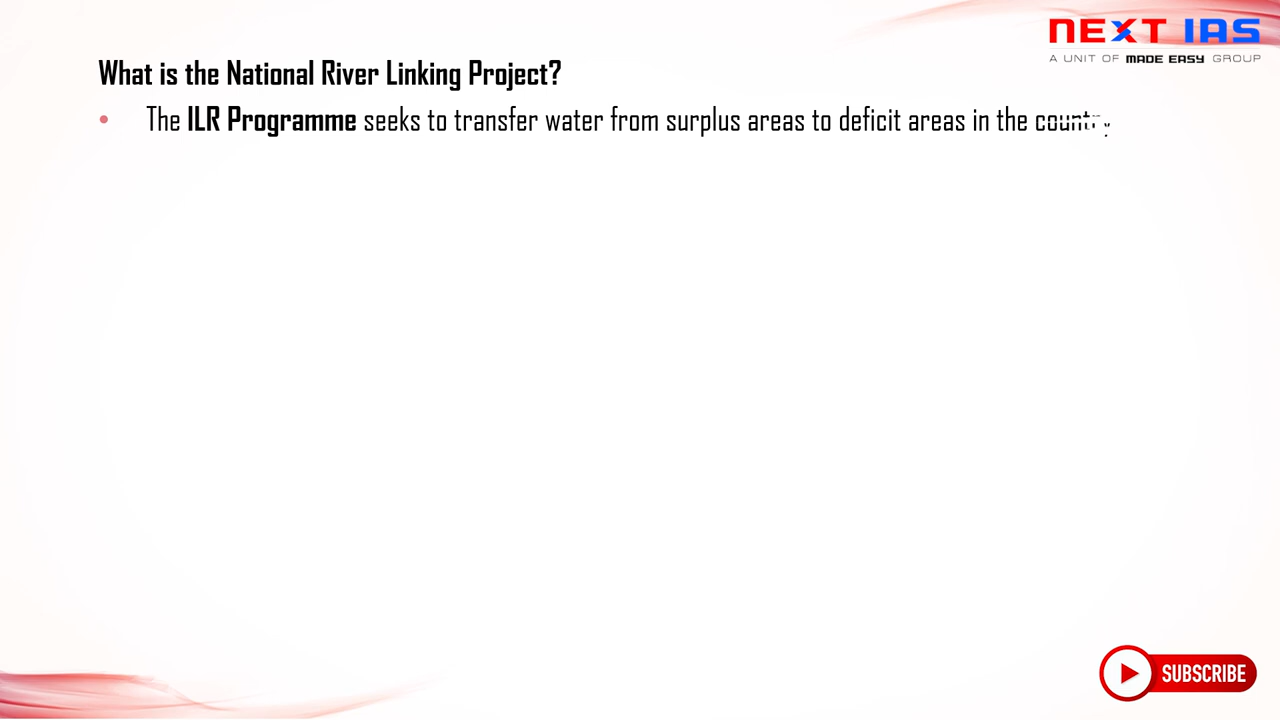 NEXT IAS
A UNIT OF MADE EASY GROUP
What is the National River Linking Project?
• The ILR Programme seeks to transfer water from surplus areas to deficit areas in the country
SUBSCRIBE